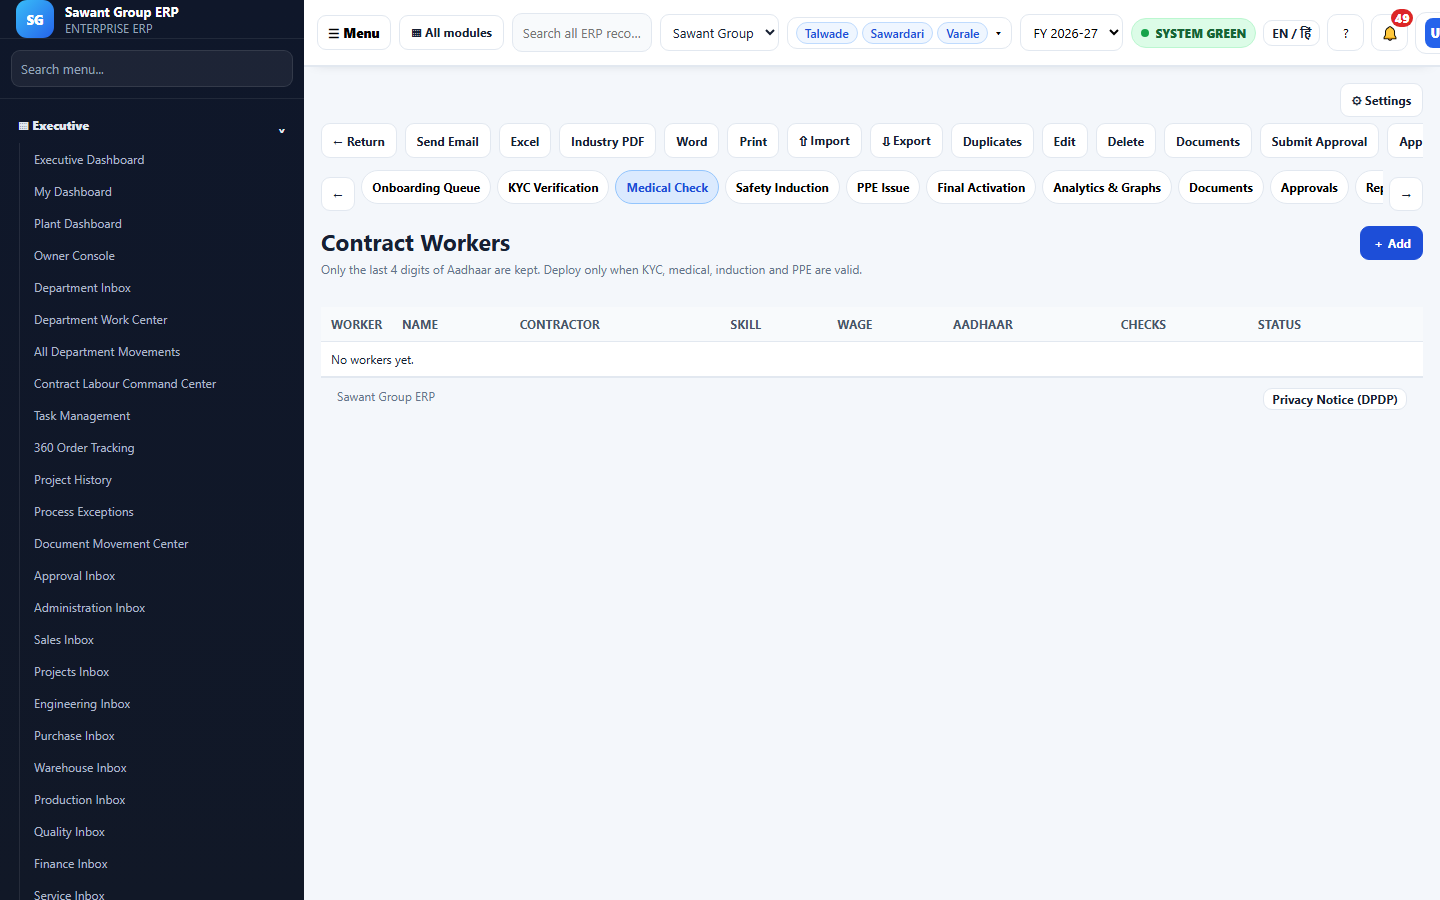 SG
Sawant Group ERP
ENTERPRISE ERP
Search menu...
Executive
Executive Dashboard
My Dashboard
Plant Dashboard
Owner Console
Department Inbox
Department Work Center
All Department Movements
Contract Labour Command Center
Task Management
360 Order Tracking
Project History
Process Exceptions
Document Movement Center
Approval Inbox
Administration Inbox
Sales Inbox
Projects Inbox
Engineering Inbox
Purchase Inbox
Warehouse Inbox
Production Inbox
Quality Inbox
Finance Inbox
Service Inbox
☰ Menu
All modules
Search all ERP reco...
Sawant Group
Talwade
Sawardari
Varale
FY 2026-27
SYSTEM GREEN
EN / हिं
?
49
U
⚙ Settings
← Return
Send Email
Excel
Industry PDF
Word
Print
⇧ Import
⇩ Export
Duplicates
Edit
Delete
Documents
Submit Approval
App
←
Onboarding Queue
KYC Verification
Medical Check
Safety Induction
PPE Issue
Final Activation
Analytics & Graphs
Documents
Approvals
Rep
→
Contract Workers
+ Add
Only the last 4 digits of Aadhaar are kept. Deploy only when KYC, medical, induction and PPE are valid.
WORKER NAME CONTRACTOR SKILL WAGE AADHAAR CHECKS STATUS
No workers yet.
Sawant Group ERP
Privacy Notice (DPDP)